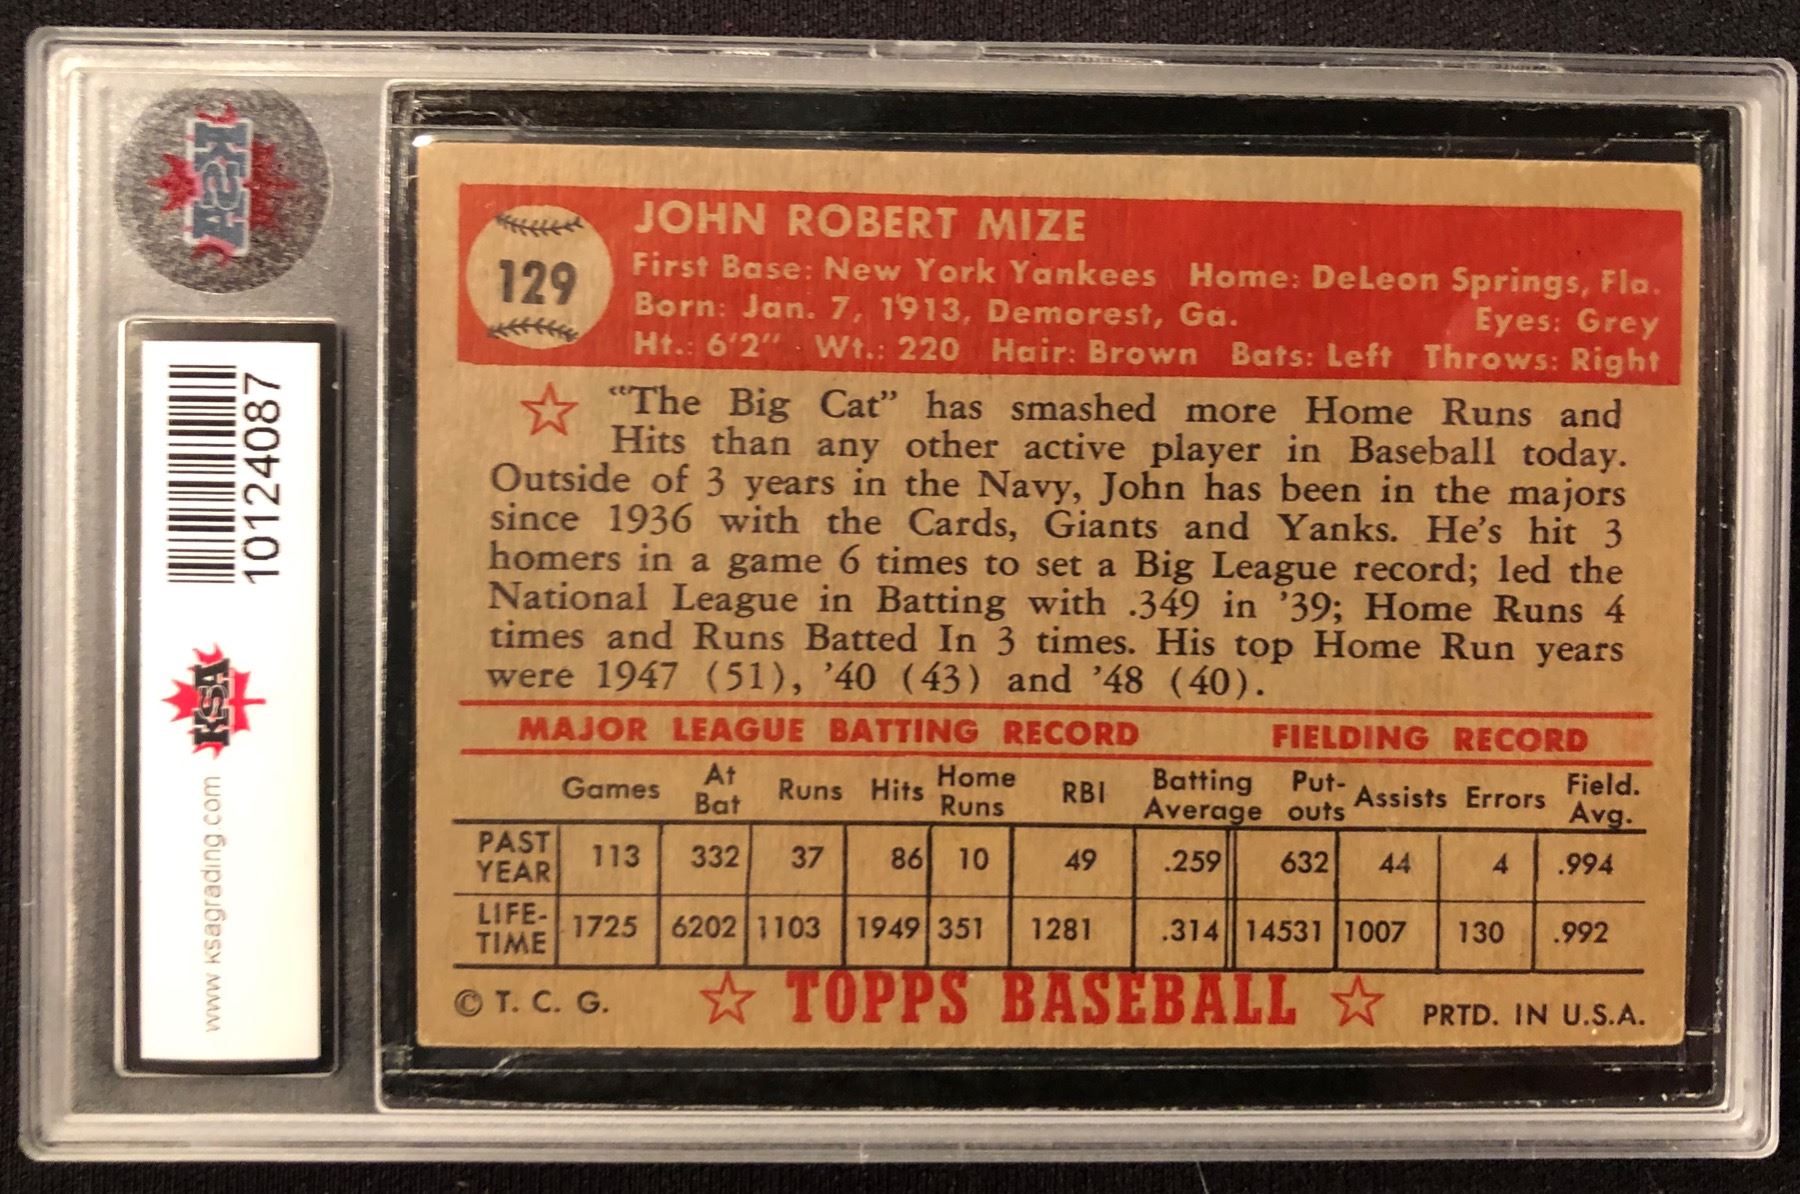 KSA
10124087
KSA
www.ksagrading.com
129
JOHN ROBERT MIZE
First Base: New York Yankees Home: DeLeon Springs, Fla.
Born: Jan. 7, 1913, Demorest, Ga. Eyes: Grey
Ht.: 6'2" Wt.: 220 Hair: Brown Bats: Left Throws: Right
"The Big Cat" has smashed more Home Runs and
Hits than any other active player in Baseball today.
Outside of 3 years in the Navy, John has been in the majors
since 1936 with the Cards, Giants and Yanks. He's hit 3
homers in a game 6 times to set a Big League record; led the
National League in Batting with .349 in '39; Home Runs 4
times and Runs Batted In 3 times. His top Home Run years
were 1947 (51), '40 (43) and '48 (40).
MAJOR LEAGUE BATTING RECORD FIELDING RECORD
Games At Bat Runs Hits Home Runs RBI Batting Average Put-outs Assists Errors Field. Avg.
PAST YEAR 113 332 37 86 10 49 .259 632 44 4 .994
LIFE-TIME 1725 6202 1103 1949 351 1281 .314 14531 1007 130 .992
© T. C. G. TOPPS BASEBALL PRTD. IN U.S.A.